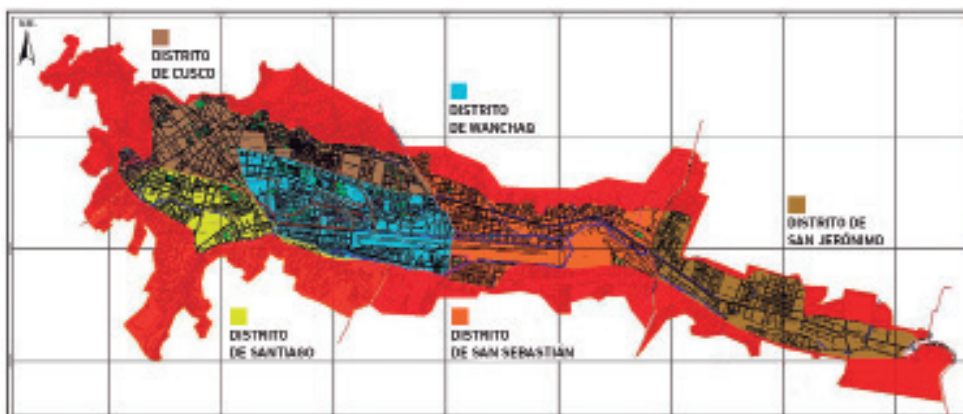 DISTRITO
DE CUSCO
DISTRITO
DE WANCHAQ
DISTRITO DE
SAN JERÓNIMO
DISTRITO
DE SANTIAGO
DISTRITO
DE SAN SEBASTIÁN